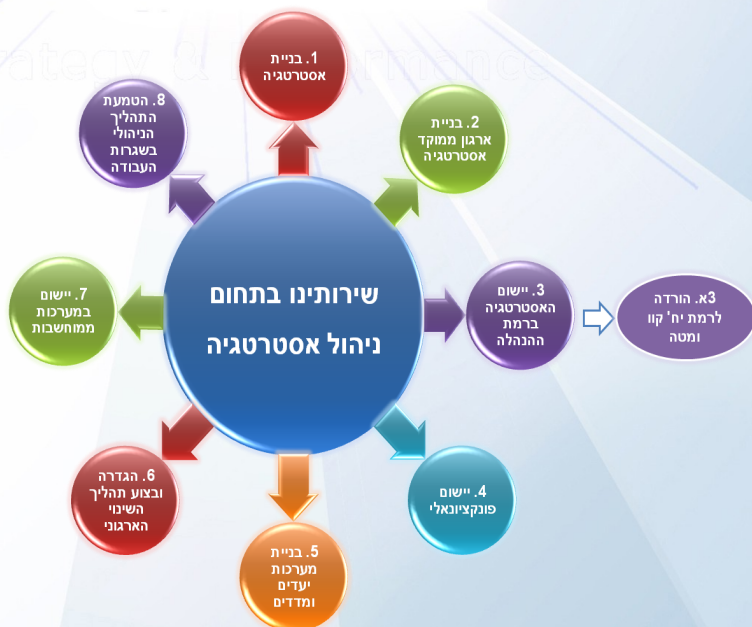 שירותינו בתחום
ניהול אסטרטגיה
1. בניית
אסטרטגיה
2. בניית
ארגון ממוקד
אסטרטגיה
3. יישום
האסטרטגיה
ברמת
ההנהלה
3א. הורדה
לרמת יח' קוו
ומטה
4. יישום
פונקציונאלי
5. בניית
מערכות
יעדים
ומדדים
6. הגדרה
ובצוע תהליך
השינוי
הארגוני
7. יישום
במערכות
ממוחשבות
8. הטמעת
התהליך
הניהולי
בשגרות
העבודה